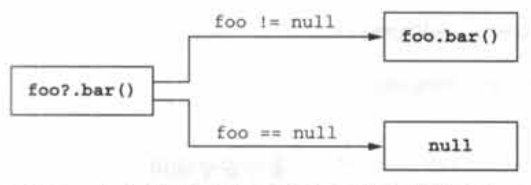 foo != null
foo.bar()
foo?.bar()
foo == null
null